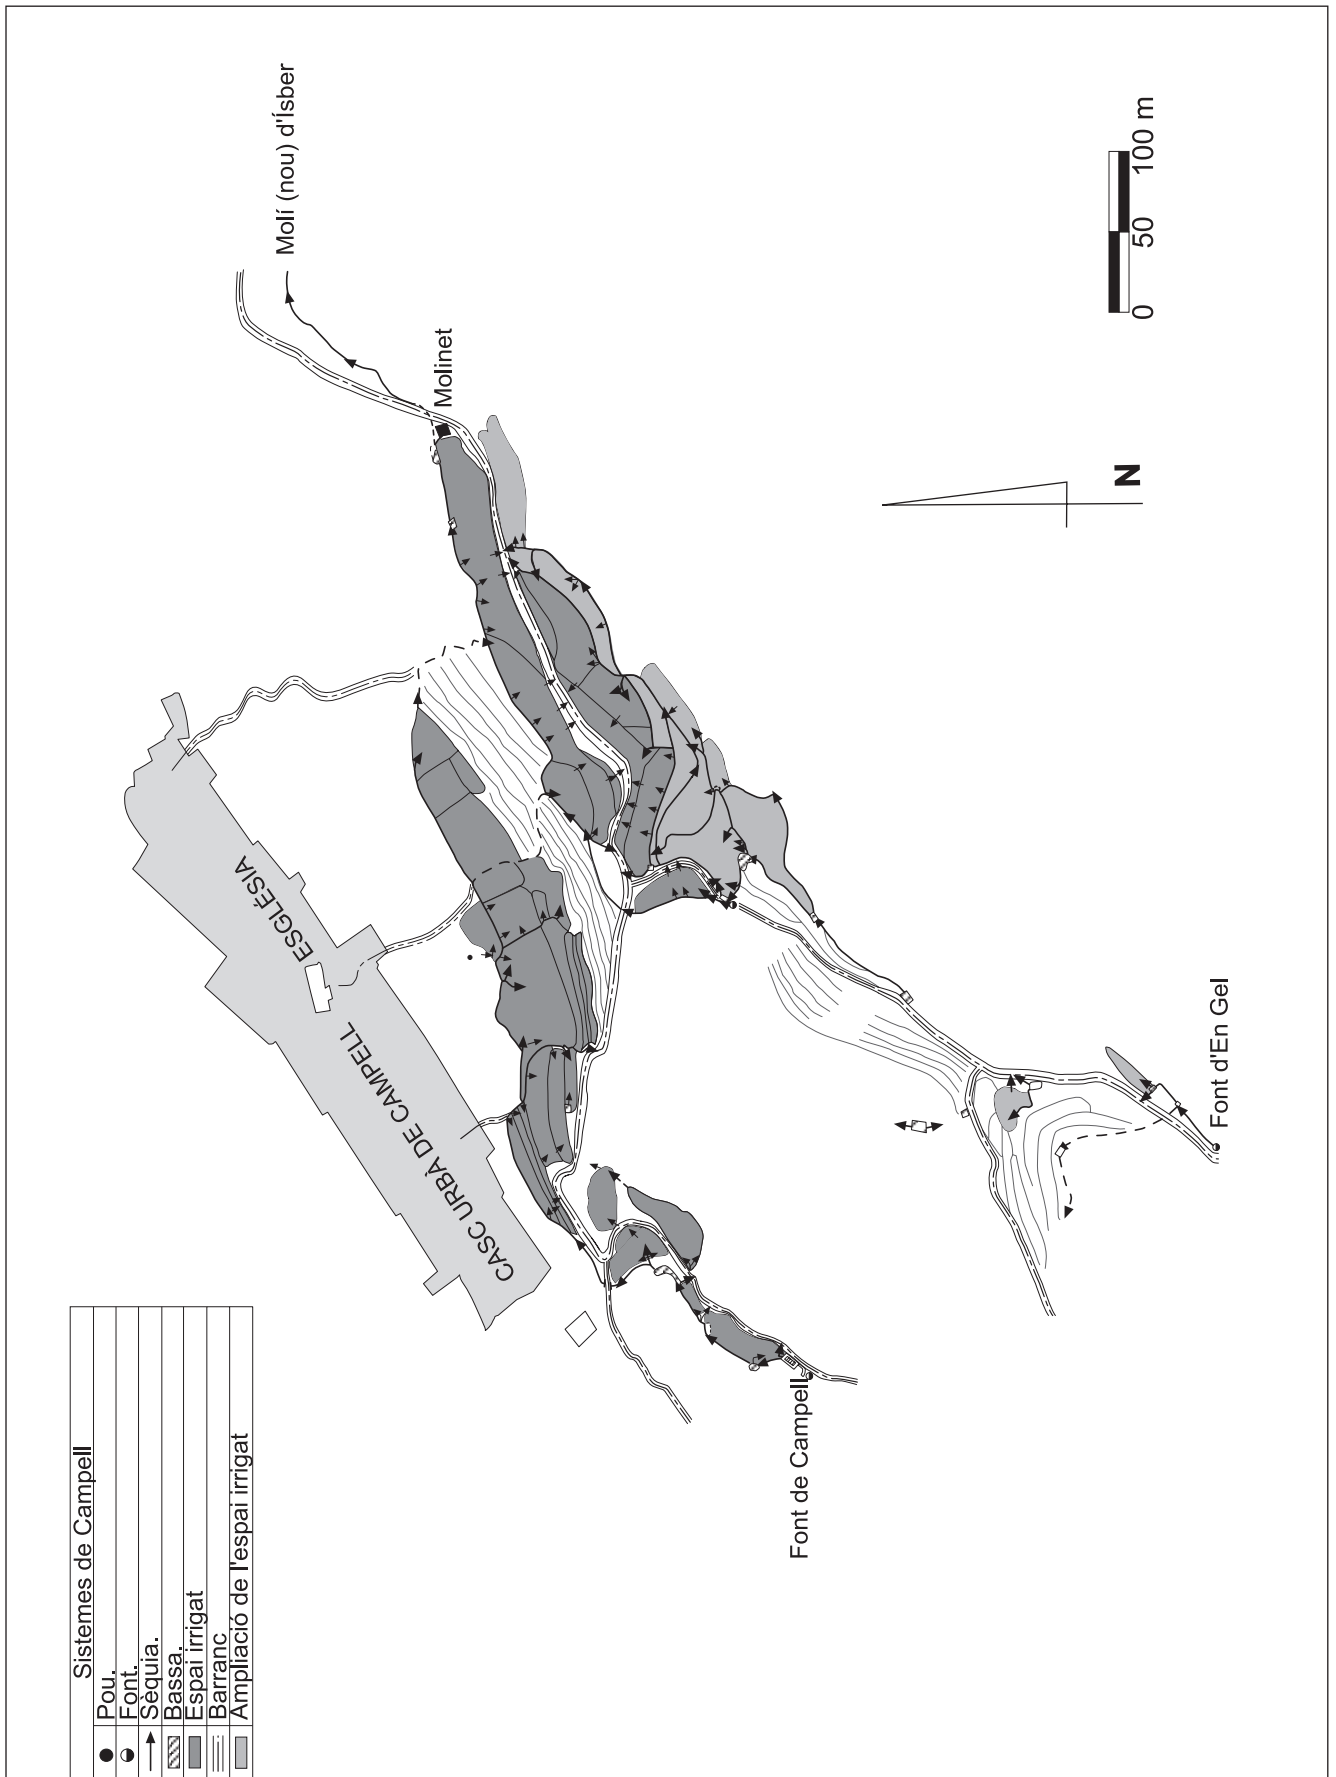 Sistemes de Campell
Pou.
Font.
Sèquia.
Bassa.
Espai irrigat
Barranc
Ampliació de l'espai irrigat
CASC URBÀ DE CAMPELL
ESGLÉSIA
Molí (nou) d'Ísber
Molinet
Font de Campell
Font d'En Gel
N
0 50 100 m